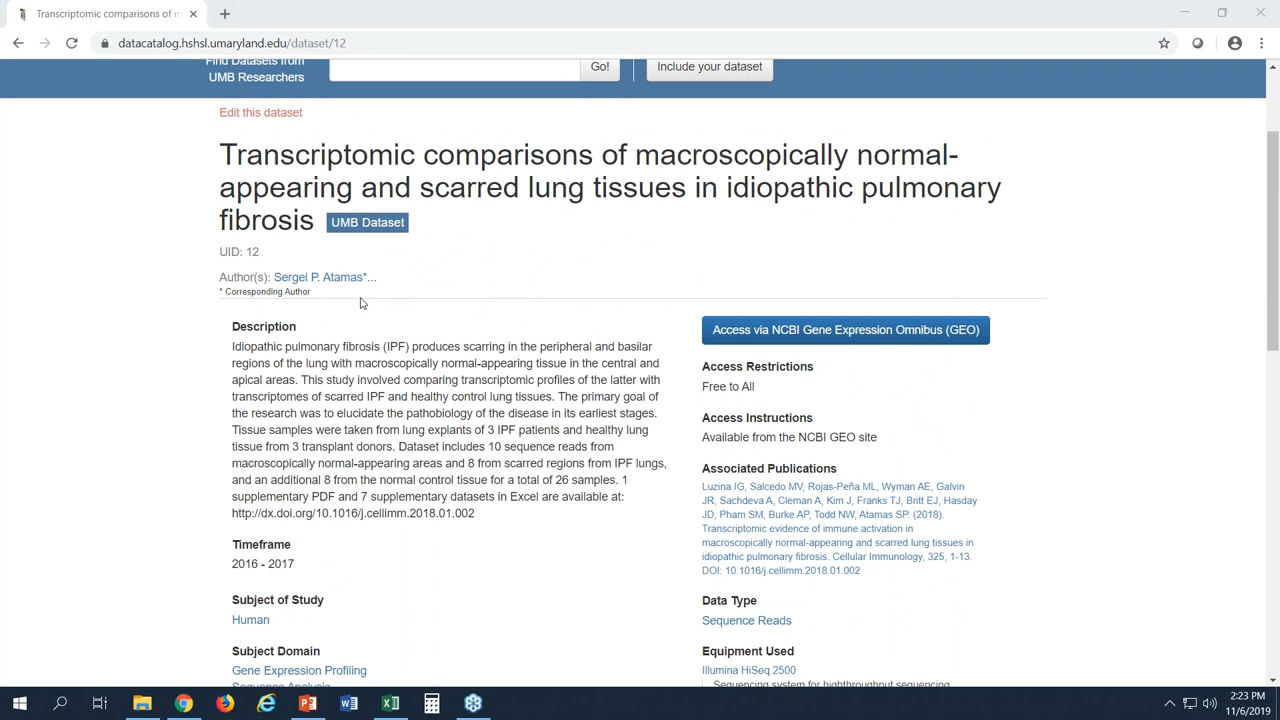 Transcriptomic comparisons of m
datacatalog.hshsl.umaryland.edu/dataset/12
Find Datasets from
UMB Researchers
Go!
Include your dataset
Edit this dataset
Transcriptomic comparisons of macroscopically normal-
appearing and scarred lung tissues in idiopathic pulmonary
fibrosis UMB Dataset
UID: 12
Author(s): Sergei P. Atamas*...
* Corresponding Author
Description
Idiopathic pulmonary fibrosis (IPF) produces scarring in the peripheral and basilar
regions of the lung with macroscopically normal-appearing tissue in the central and
apical areas. This study involved comparing transcriptomic profiles of the latter with
transcriptomes of scarred IPF and healthy control lung tissues. The primary goal of
the research was to elucidate the pathobiology of the disease in its earliest stages.
Tissue samples were taken from lung explants of 3 IPF patients and healthy lung
tissue from 3 transplant donors. Dataset includes 10 sequence reads from
macroscopically normal-appearing areas and 8 from scarred regions from IPF lungs,
and an additional 8 from the normal control tissue for a total of 26 samples. 1
supplementary PDF and 7 supplementary datasets in Excel are available at:
http://dx.doi.org/10.1016/j.cellimm.2018.01.002
Timeframe
2016 - 2017
Subject of Study
Human
Subject Domain
Gene Expression Profiling
Sequence Analysis
Access via NCBI Gene Expression Omnibus (GEO)
Access Restrictions
Free to All
Access Instructions
Available from the NCBI GEO site
Associated Publications
Luzina IG, Salcedo MV, Rojas-Peña ML, Wyman AE, Galvin
JR, Sachdeva A, Cleman A, Kim J, Franks TJ, Britt EJ, Hasday
JD, Pham SM, Burke AP, Todd NW, Atamas SP. (2018).
Transcriptomic evidence of immune activation in
macroscopically normal-appearing and scarred lung tissues in
idiopathic pulmonary fibrosis. Cellular Immunology, 325, 1-13.
DOI: 10.1016/j.cellimm.2018.01.002
Data Type
Sequence Reads
Equipment Used
Illumina HiSeq 2500
Sequencing system for highthroughput sequencing
2:23 PM
11/6/2019